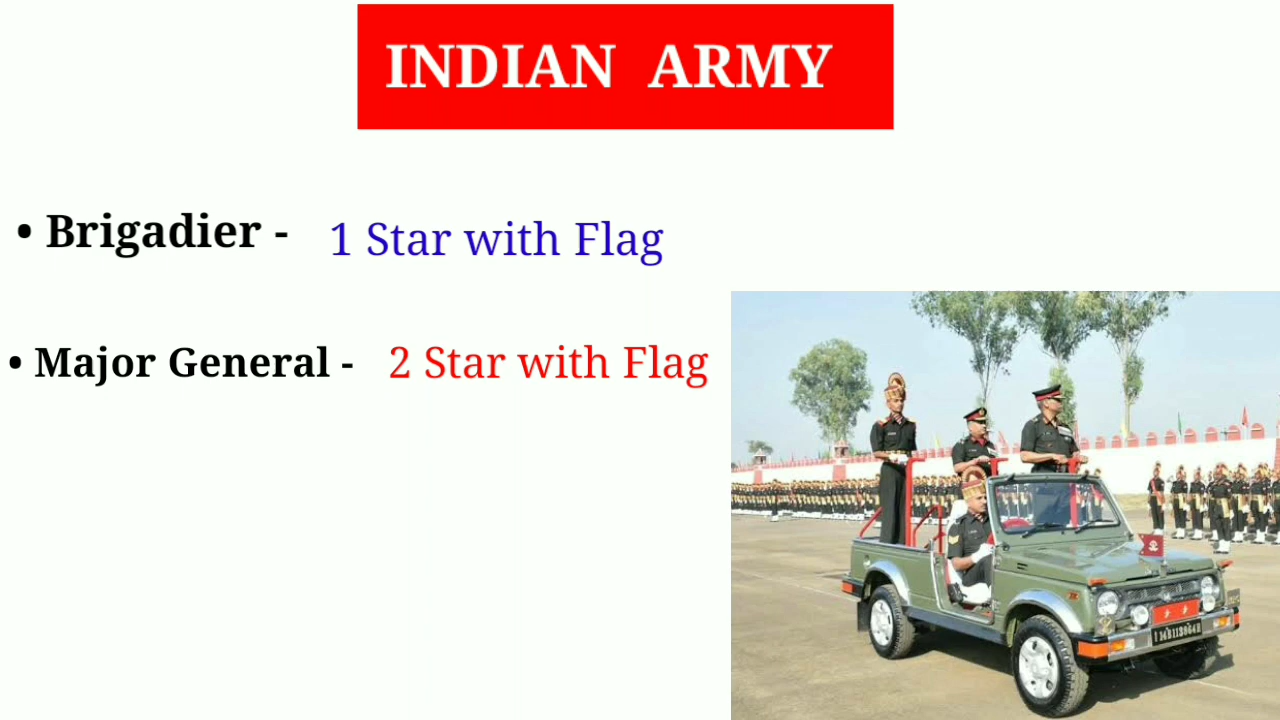 INDIAN ARMY
• Brigadier - 1 Star with Flag
• Major General - 2 Star with Flag